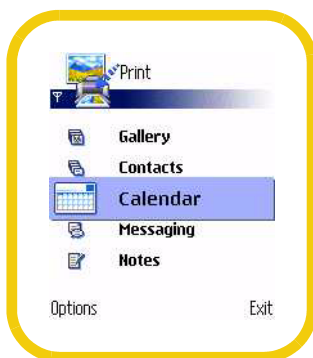 Print
Gallery
Contacts
Calendar
Messaging
Notes
Options Exit